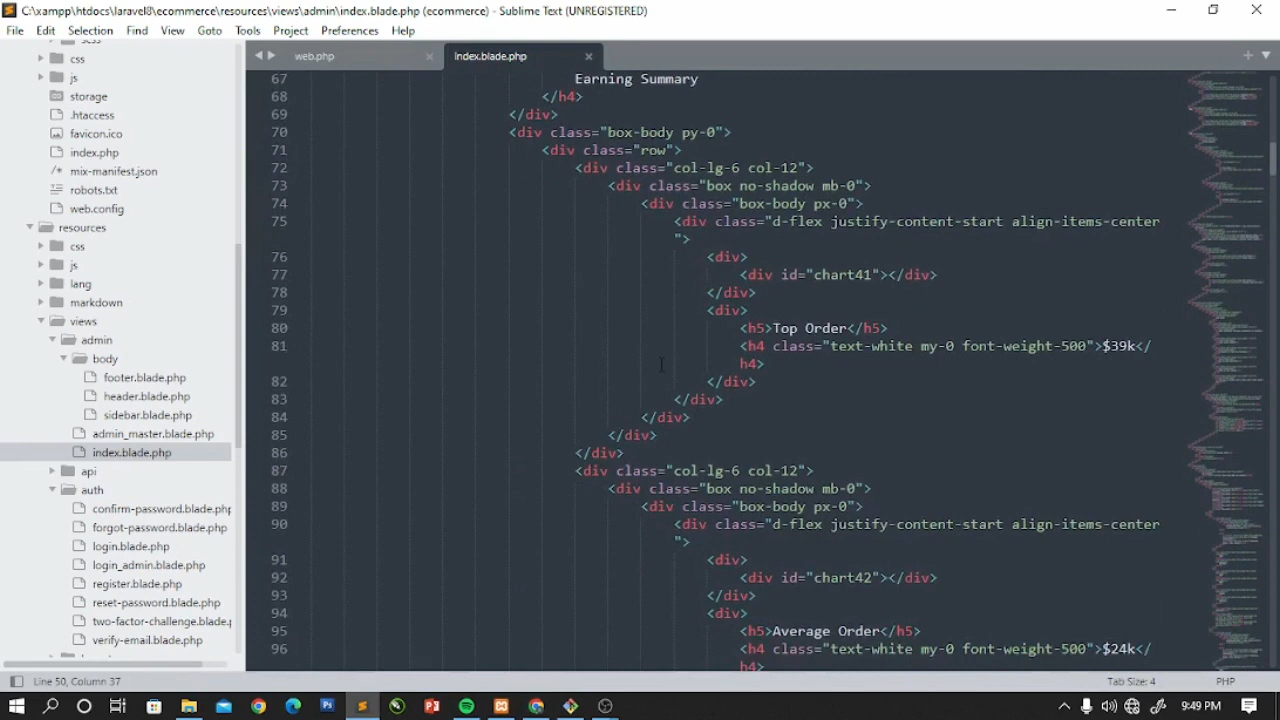 C:\xampp\htdocs\laravel8\ecommerce\resources\views\admin\index.blade.php (ecommerce) - Sublime Text (UNREGISTERED)
File Edit Selection Find View Goto Tools Project Preferences Help
css
js
storage
.htaccess
favicon.ico
index.php
mix-manifest.json
robots.txt
web.config
resources
css
js
lang
markdown
views
admin
body
footer.blade.php
header.blade.php
sidebar.blade.php
admin_master.blade.php
index.blade.php
api
auth
confirm-password.blade.php
forgot-password.blade.php
login.blade.php
login_admin.blade.php
register.blade.php
reset-password.blade.php
two-factor-challenge.blade.
verify-email.blade.php
web.php index.blade.php
67 Earning Summary
68 </h4>
69 </div>
70 <div class="box-body py-0">
71 <div class="row">
72 <div class="col-lg-6 col-12">
73 <div class="box no-shadow mb-0">
74 <div class="box-body px-0">
75 <div class="d-flex justify-content-start align-items-center
">
76 <div>
77 <div id="chart41"></div>
78 </div>
79 <div>
80 <h5>Top Order</h5>
81 <h4 class="text-white my-0 font-weight-500">$39k</
h4>
82 </div>
83 </div>
84 </div>
85 </div>
86 </div>
87 <div class="col-lg-6 col-12">
88 <div class="box no-shadow mb-0">
89 <div class="box-body px-0">
90 <div class="d-flex justify-content-start align-items-center
">
91 <div>
92 <div id="chart42"></div>
93 </div>
94 <div>
95 <h5>Average Order</h5>
96 <h4 class="text-white my-0 font-weight-500">$24k</
h4>
Line 50, Column 37 Tab Size: 4 PHP
9:49 PM